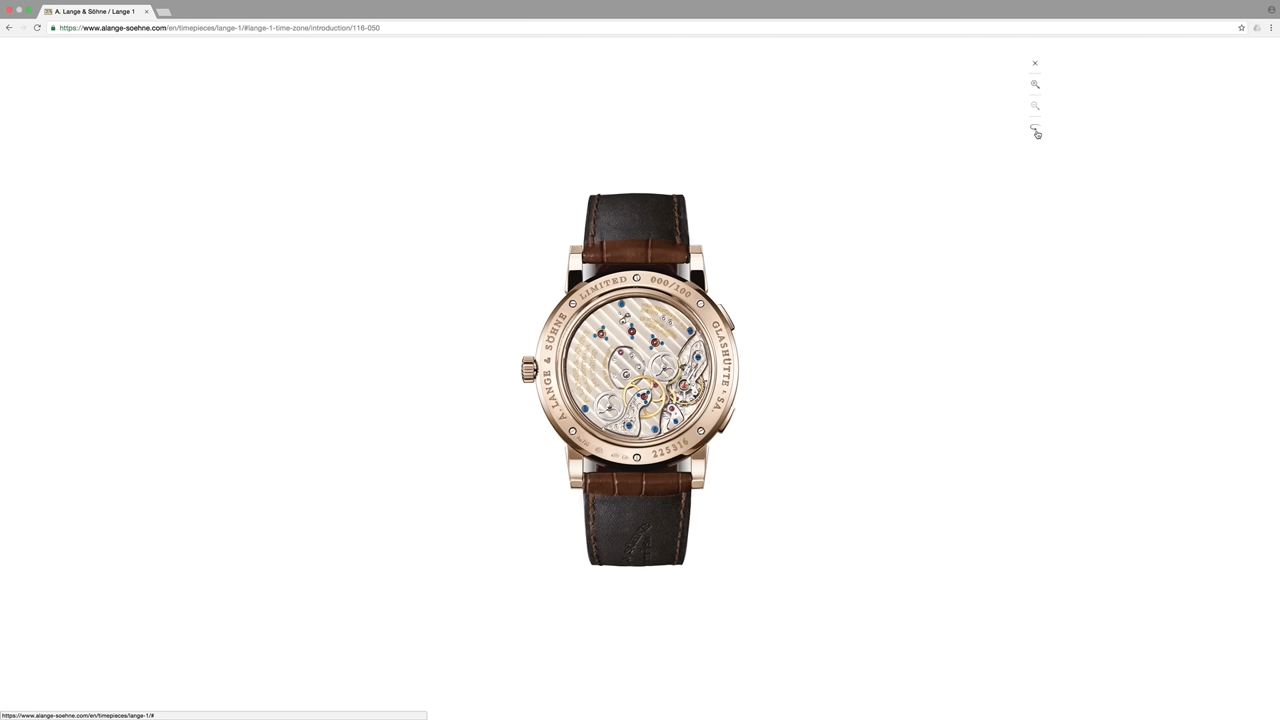 A. Lange & Söhne / Lange 1
https://www.alange-soehne.com/en/timepieces/lange-1/#lange-1-time-zone/introduction/116-050
A. LANGE & SÖHNE LIMITED 000/100 GLASHÜTTE I/SA.
225316
https://www.alange-soehne.com/en/timepieces/lange-1/#